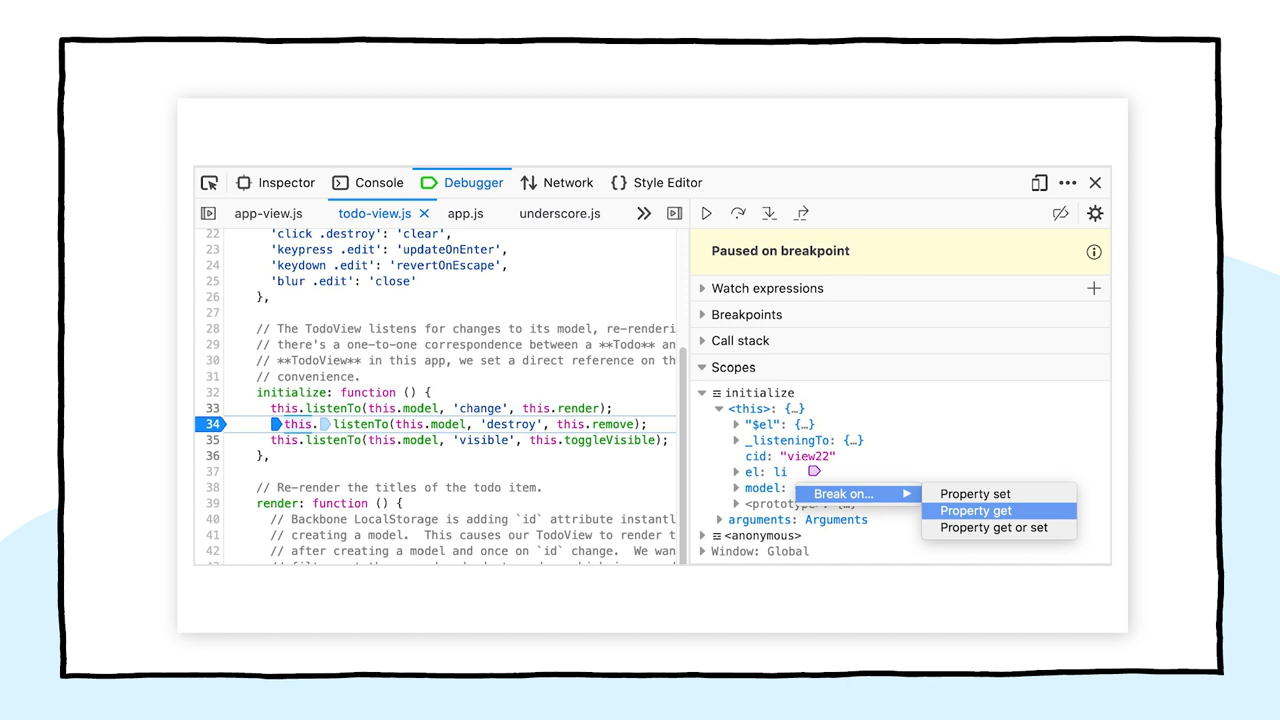 Inspector Console Debugger Network {} Style Editor
app-view.js todo-view.js app.js underscore.js
22 'click .destroy': 'clear',
23 'keypress .edit': 'updateOnEnter',
24 'keydown .edit': 'revertOnEscape',
25 'blur .edit': 'close'
26 },
27
28 // The TodoView listens for changes to its model, re-renderi
29 // there's a one-to-one correspondence between a **Todo** an
30 // **TodoView** in this app, we set a direct reference on th
31 // convenience.
32 initialize: function () {
33 this.listenTo(this.model, 'change', this.render);
34 this.listenTo(this.model, 'destroy', this.remove);
35 this.listenTo(this.model, 'visible', this.toggleVisible);
36 },
37
38 // Re-render the titles of the todo item.
39 render: function () {
40 // Backbone LocalStorage is adding `id` attribute instantl
41 // creating a model. This causes our TodoView to render t
42 // after creating a model and once on `id` change. We wan
Paused on breakpoint
Watch expressions
Breakpoints
Call stack
Scopes
initialize
<this>: {…}
"$el": {…}
_listeningTo: {…}
cid: "view22"
el: li
model:
arguments: Arguments
<anonymous>
Window: Global
Break on...
Property set
Property get
Property get or set